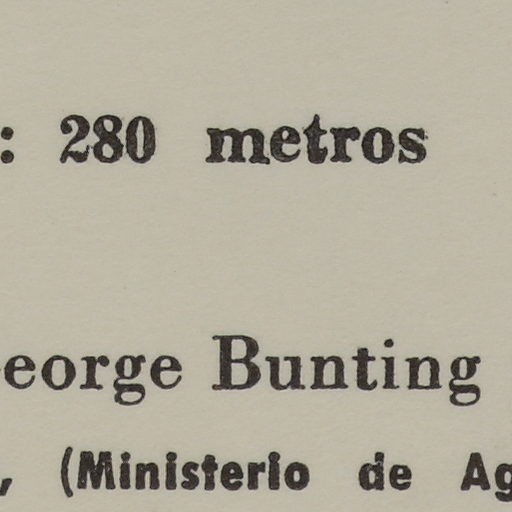 : 280 metros
eorge Bunting
, (Ministerio de Ag